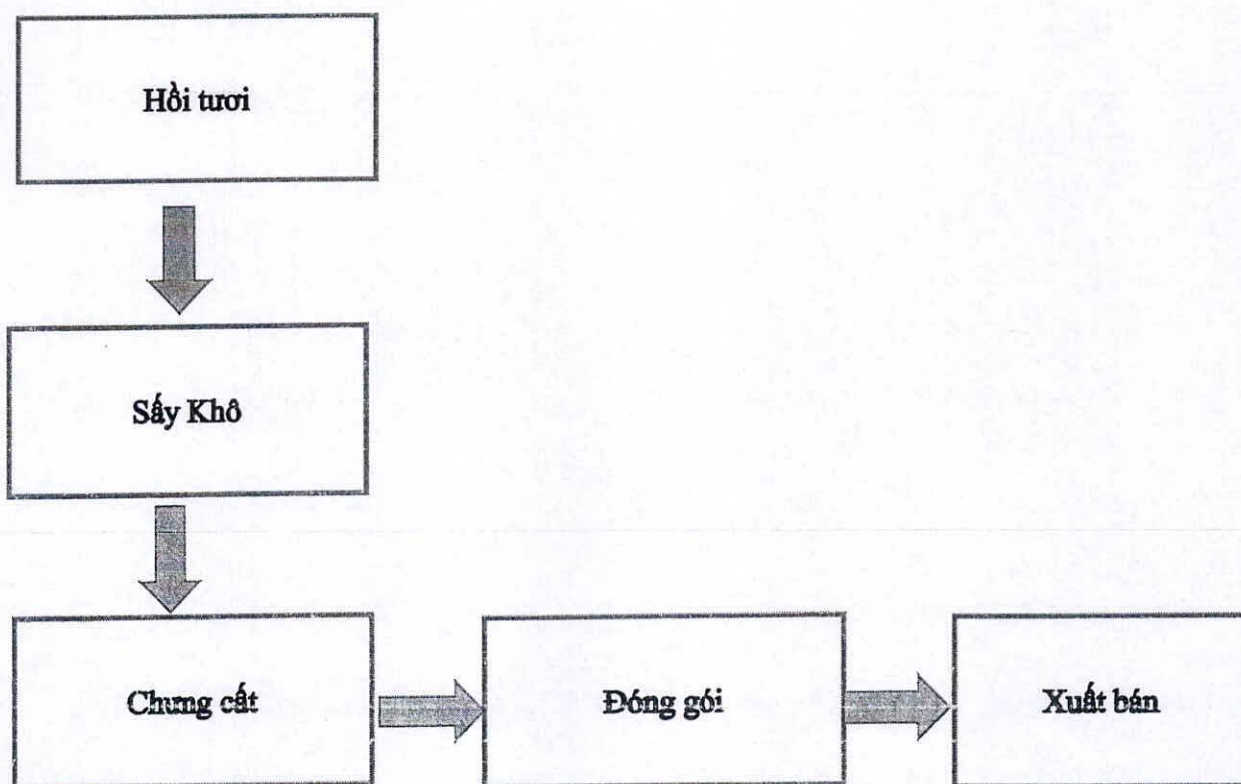 Hồi tươi
Sấy Khô
Chưng cất
Đóng gói
Xuất bán